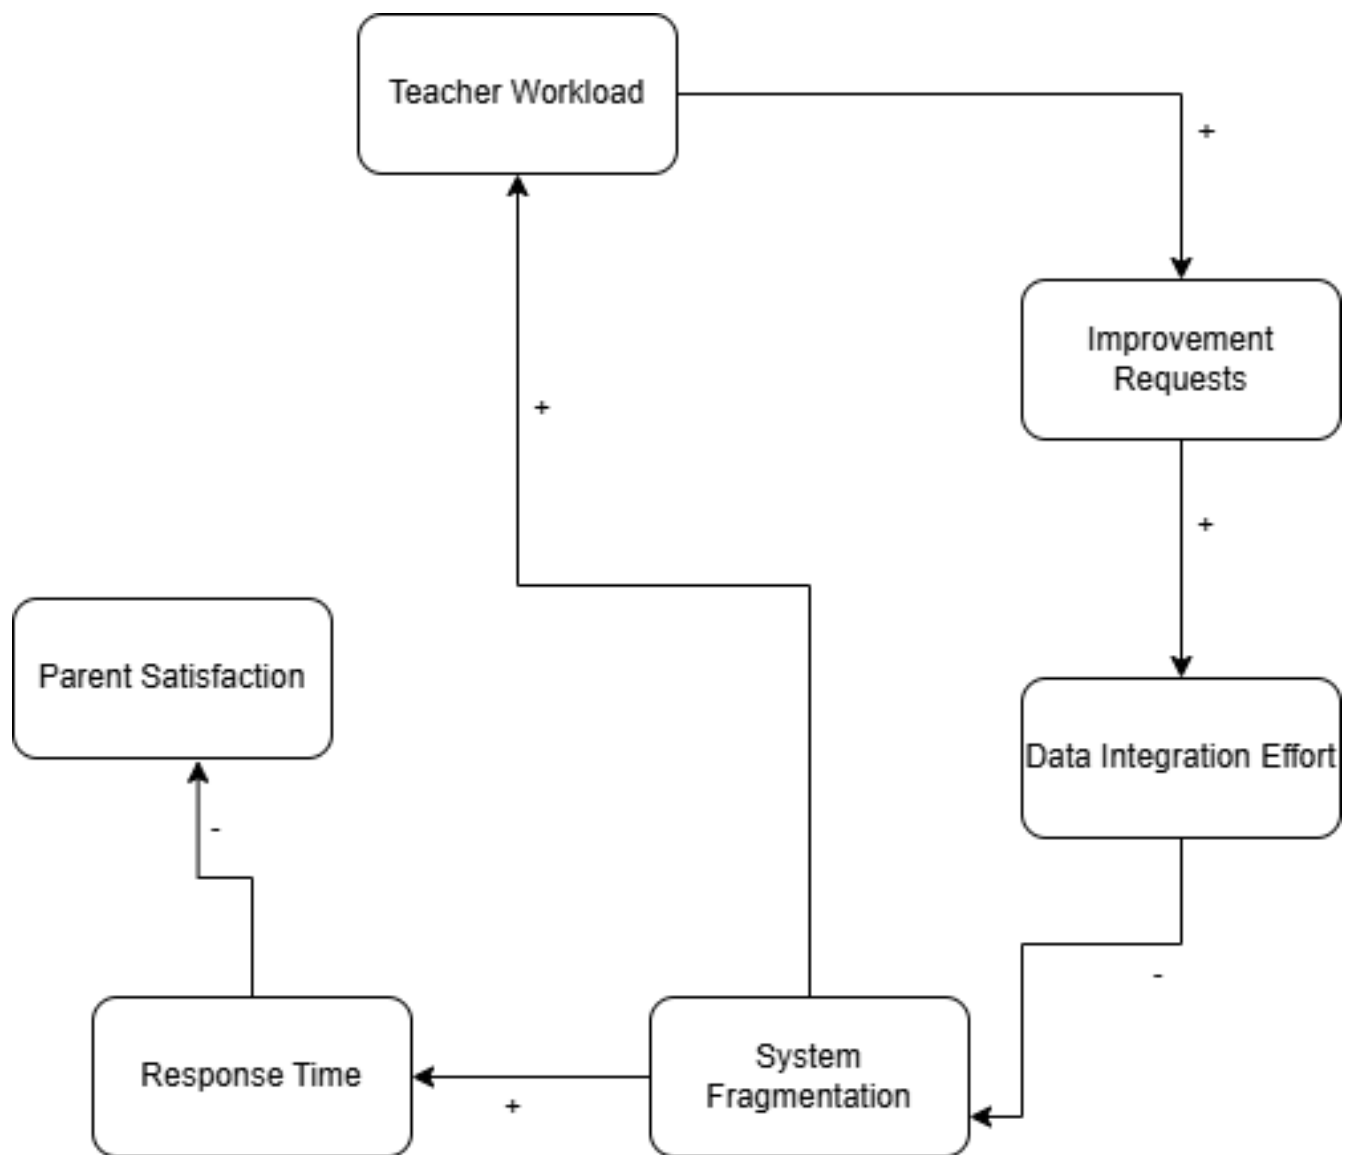 Teacher Workload
+
Improvement
Requests
+
+
Parent Satisfaction
Data Integration Effort
-
-
System
Fragmentation
Response Time
+